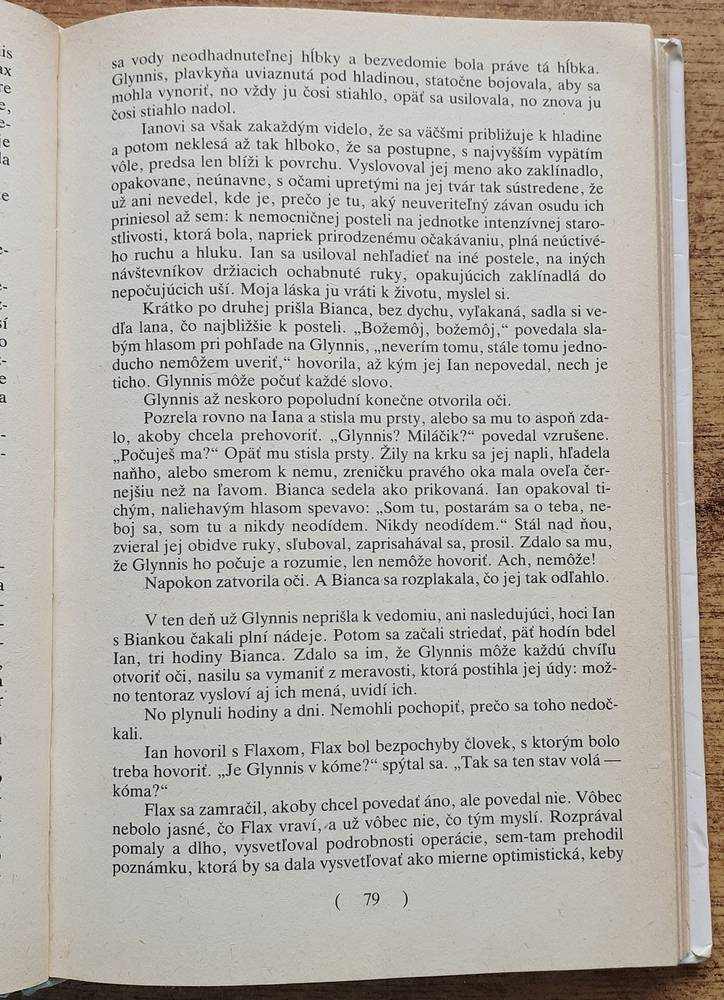 sa vody neodhadnuteľnej hĺbky a bezvedomie bola práve tá hĺbka.
Glynnis, plavkyňa uviaznutá pod hladinou, statočne bojovala, aby sa
mohla vynoriť, no vždy ju čosi stiahlo, opäť sa usilovala, no znova ju
čosi stiahlo nadol.
Ianovi sa však zakaždým videlo, že sa väčšmi približuje k hladine
a potom neklesá až tak hlboko, že sa postupne, s najvyšším vypätím
vôle, predsa len blíži k povrchu. Vyslovoval jej meno ako zaklínadlo,
opakovane, neúnavne, s očami upretými na jej tvár tak sústredene, že
už ani nevedel, kde je, prečo je tu, aký neuveriteľný závan osudu ich
priniesol až sem: k nemocničnej posteli na jednotke intenzívnej staro-
stlivosti, ktorá bola, napriek prirodzenému očakávaniu, plná neúctivé-
ho ruchu a hluku. Ian sa usiloval nehľadieť na iné postele, na iných
návštevníkov držiacich ochabnuté ruky, opakujúcich zaklínadlá do
nepočujúcich uší. Moja láska ju vráti k životu, myslel si.
Krátko po druhej prišla Bianca, bez dychu, vyľakaná, sadla si ve-
dľa Iana, čo najbližšie k posteli. „Božemôj, božemôj,“ povedala sla-
bým hlasom pri pohľade na Glynnis, „neverím tomu, stále tomu jedno-
ducho nemôžem uveriť,“ hovorila, až kým jej Ian nepovedal, nech je
ticho. Glynnis môže počuť každé slovo.
Glynnis až neskoro popoludní konečne otvorila oči.
Pozrela rovno na Iana a stisla mu prsty, alebo sa mu to aspoň zda-
lo, akoby chcela prehovoriť. „Glynnis? Miláčik?“ povedal vzrušene.
„Počuješ ma?“ Opäť mu stisla prsty. Žily na krku sa jej napli, hľadela
naňho, alebo smerom k nemu, zreničku pravého oka mala oveľa čer-
nejšiu než na ľavom. Bianca sedela ako prikovaná. Ian opakoval ti-
chým, naliehavým hlasom spevavo: „Som tu, postarám sa o teba, ne-
boj sa, som tu a nikdy neodídem. Nikdy neodídem.“ Stál nad ňou,
zvieral jej obidve ruky, sľuboval, zaprisahával sa, prosil. Zdalo sa mu,
že Glynnis ho počuje a rozumie, len nemôže hovoriť. Ach, nemôže!
Napokon zatvorila oči. A Bianca sa rozplakala, čo jej tak odľahlo.
V ten deň už Glynnis neprišla k vedomiu, ani nasledujúci, hoci Ian
s Biankou čakali plní nádeje. Potom sa začali striedať, päť hodín bdel
Ian, tri hodiny Bianca. Zdalo sa im, že Glynnis môže každú chvíľu
otvoriť oči, nasilu sa vymaniť z meravosti, ktorá postihla jej údy: mož-
no tentoraz vysloví aj ich mená, uvidí ich.
No plynuli hodiny a dni. Nemohli pochopiť, prečo sa toho nedoč-
kali.
Ian hovoril s Flaxom, Flax bol bezpochyby človek, s ktorým bolo
treba hovoriť. „Je Glynnis v kóme?“ spýtal sa. „Tak sa ten stav volá —
kóma?“
Flax sa zamračil, akoby chcel povedať áno, ale povedal nie. Vôbec
nebolo jasné, čo Flax vraví, a už vôbec nie, čo tým myslí. Rozprával
pomaly a dlho, vysvetľoval podrobnosti operácie, sem-tam prehodil
poznámku, ktorá by sa dala vysvetľovať ako mierne optimistická, keby
( 79 )